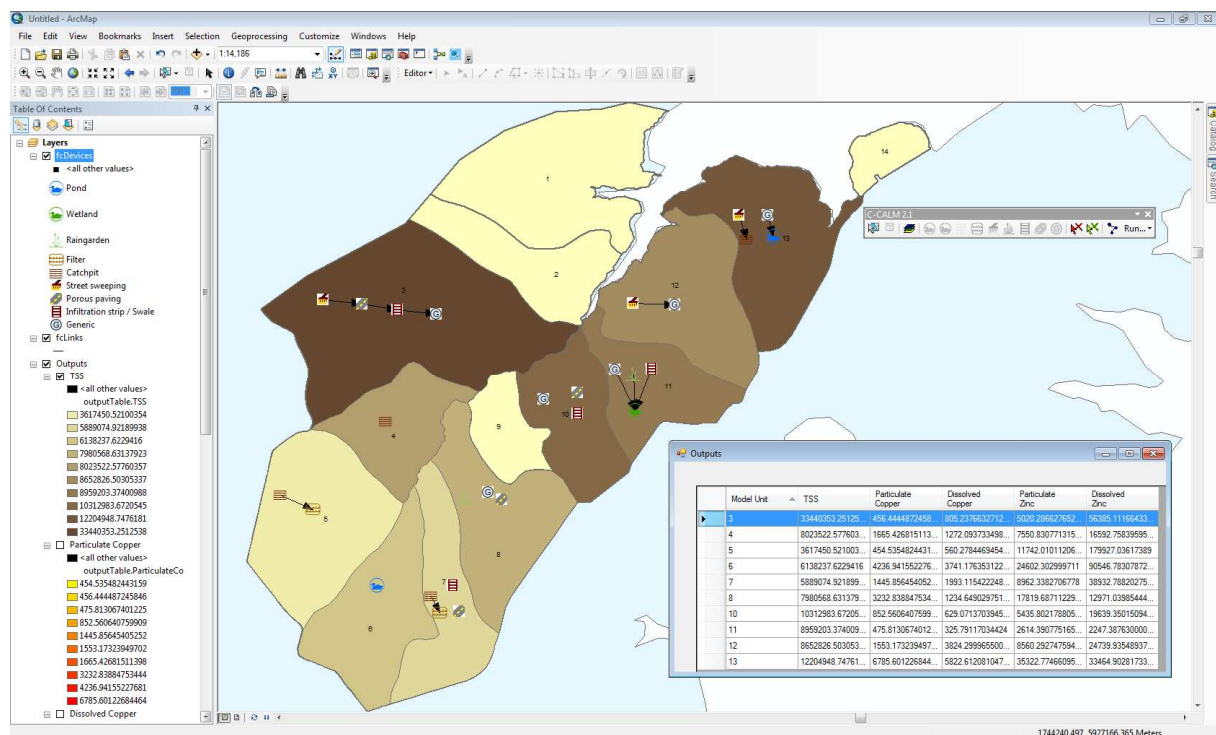 Untitled - ArcMap
File Edit View Bookmarks Insert Selection Geoprocessing Customize Windows Help
1:14,186
Editor
100%
Table Of Contents
Layers
fcDevices
<all other values>
Pond
Wetland
Raingarden
Filter
Catchpit
Street sweeping
Porous paving
Infiltration strip / Swale
Generic
fcLinks
Outputs
TSS
<all other values>
outputTable.TSS
3617450.52100354
5889074.92189938
6138237.6229416
7980568.63137923
8023522.57760357
8652826.50305337
8959203.37400988
10312983.6720545
12204948.7476181
33440353.2512538
Particulate Copper
<all other values>
outputTable.ParticulateCo
454.535482443159
456.444487245846
475.813067401225
852.560640759909
1445.85645405252
1553.17323949702
1665.42681511398
3232.83884753444
4236.94155227681
6785.60122684464
Dissolved Copper
1
2
3
4
5
6
7
8
9
10
11
12
13
14
C-CALM 2.1
Run...
Catalog
Search
Outputs
Model Unit TSS Particulate Copper Dissolved Copper Particulate Zinc Dissolved Zinc
3 33440353.25125... 456.4444872458... 805.2376632712... 5020.286627652... 56385.11166433...
4 8023522.577603... 1665.426815113... 1272.093733498... 7550.830771315... 16592.75839595...
5 3617450.521003... 454.5354824431... 560.2784469454... 11742.01011206... 179927.03617389
6 6138237.6229416 4236.941552276... 3741.176353122... 24602.302999711 90546.78307872...
7 5889074.921899... 1445.856454052... 1993.115422248... 8962.3382706778 38932.78820275...
8 7980568.631379... 3232.838847534... 1234.649029751... 17819.68711229... 12971.03985444...
10 10312983.67205... 852.5606407599... 629.0713703945... 5435.802178805... 19639.35015094...
11 8959203.374009... 475.8130674012... 325.79117034424 2614.390775165... 2247.387630000...
12 8652826.503053... 1553.173239497... 3824.299965500... 8560.292747594... 24739.93548937...
13 12204948.74761... 6785.601226844... 5822.612081047... 35322.77466095... 33464.90281733...
1744240.497 5927166.365 Meters